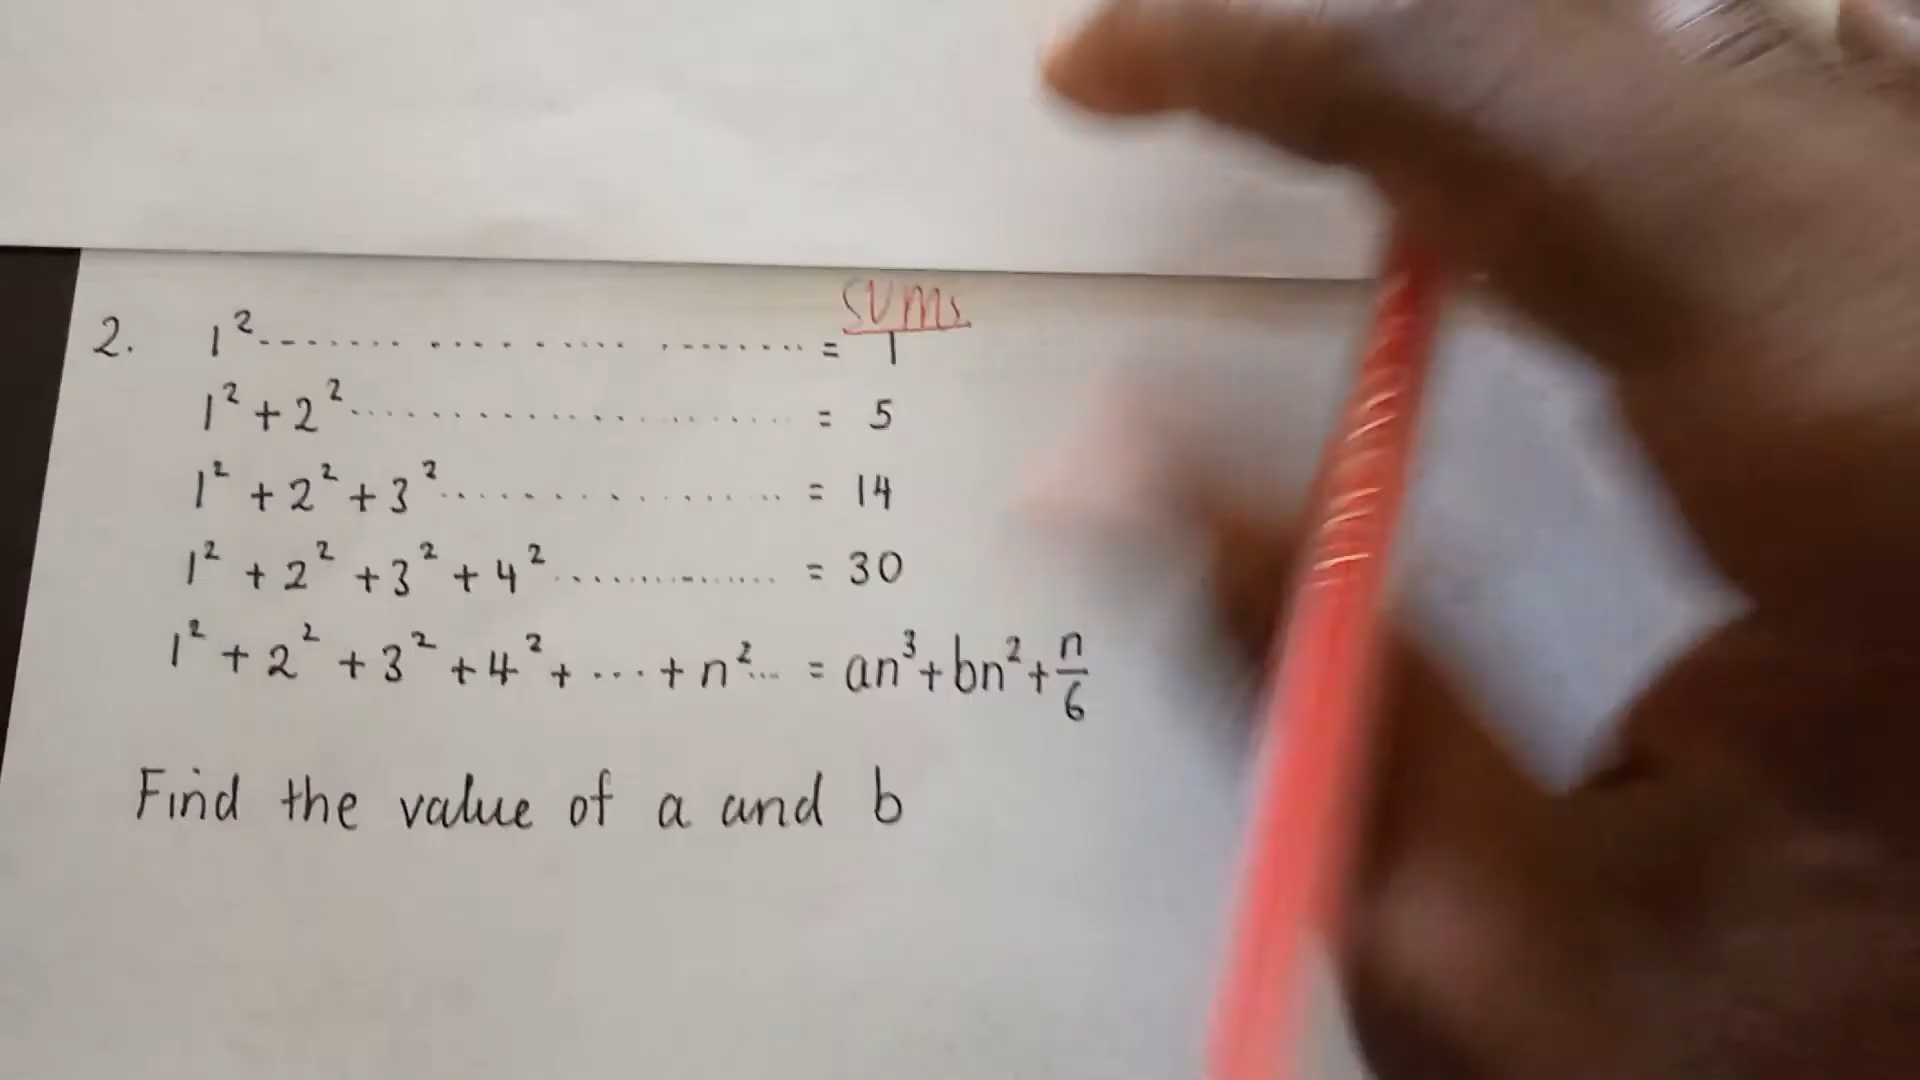 sums
2. 1²--------- ........ = 1
1² + 2²........................ = 5
1² + 2² + 3².................... = 14
1² + 2² + 3² + 4²............... = 30
1² + 2² + 3² + 4² + ... + n²... = an³+bn²+n/6
Find the value of a and b